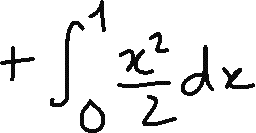 + ∫₀¹ x²/2 dx